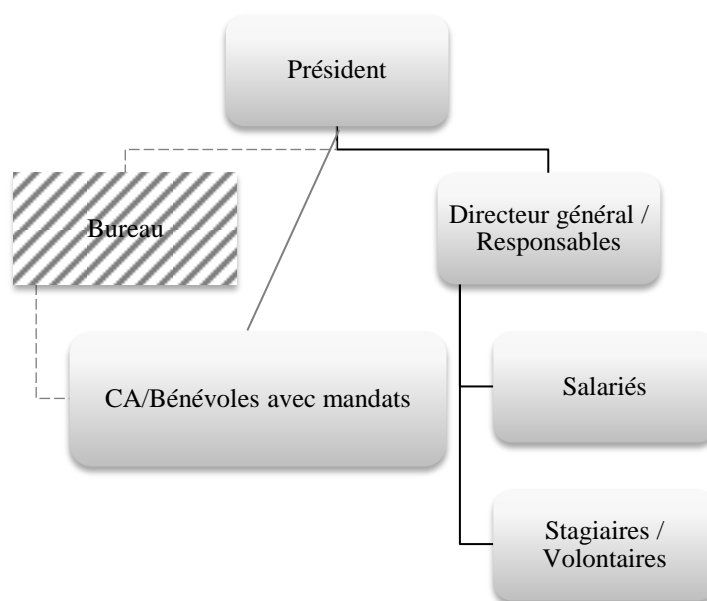 Président
Bureau
Directeur général /
Responsables
CA/Bénévoles avec mandats
Salariés
Stagiaires /
Volontaires